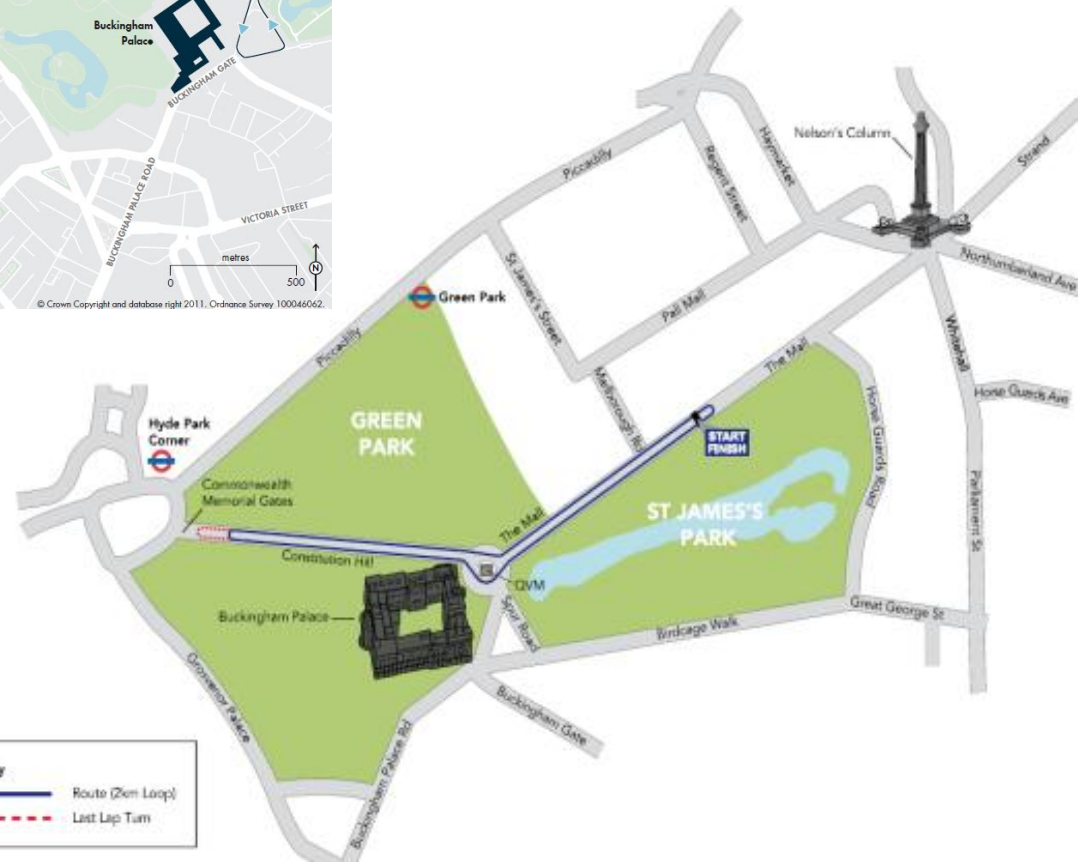 Buckingham
Palace
BUCKINGHAM GATE
BUCKINGHAM PALACE ROAD
VICTORIA STREET
metres
0 500
N
© Crown Copyright and database right 2011. Ordnance Survey 100046062.
Nelson's Column
Piccadilly
Regent Street
Haymarket
Strand
Northumberland Ave
St James's Street
Pall Mall
Green Park
Piccadilly
The Mall
Whitehall
Horse Guards Ave
Marlborough Rd
Horse Guards Road
START
FINISH
Hyde Park
Corner
GREEN
PARK
Commonwealth
Memorial Gates
ST JAMES'S
PARK
Parliament St
The Mall
Constitution Hill
QVM
Buckingham Palace
Spur Road
Birdcage Walk
Great George St
Grosvenor Palace
Buckingham Gate
Buckingham Palace Rd
Route (2km Loop)
Last Lap Turn